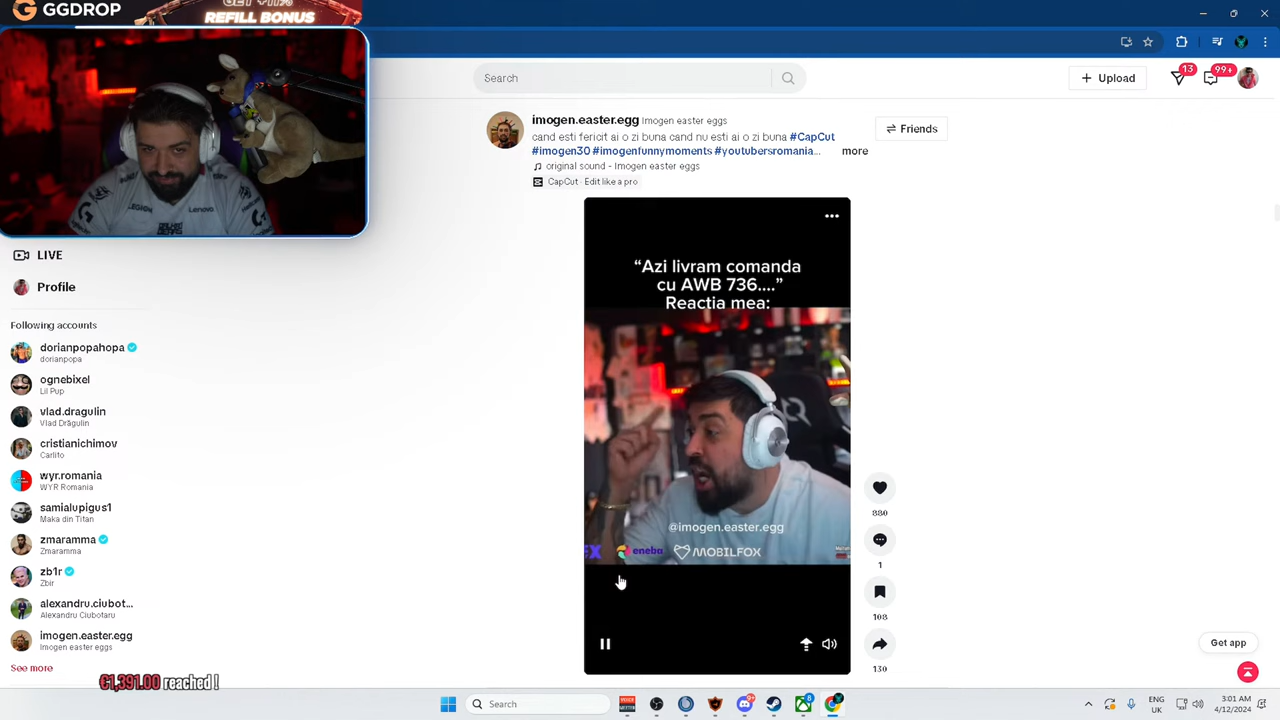 GGDROP
REFILL BONUS
LEGION
Lenovo
Search
Upload
13
99+
imogen.easter.egg Imogen easter eggs
cand esti fericit ai o zi buna cand nu esti ai o zi buna #CapCut
#imogen30 #imogenfunnymoments #youtubersromania... more
original sound - Imogen easter eggs
CapCut · Edit like a pro
Friends
LIVE
Profile
Following accounts
dorianpopahopa
dorianpopa
ognebixel
Lil Pup
vlad.dragulin
Vlad Drăgulin
cristianichimov
Carlito
wyr.romania
WYR Romania
samialupigus1
Maka din Titan
zmaramma
Zmaramma
zb1r
Zbir
alexandru.ciubot...
Alexandru Ciubotaru
imogen.easter.egg
Imogen easter eggs
See more
€1,391.00 reached !
“Azi livram comanda
cu AWB 736....”
Reactia mea:
@imogen.easter.egg
FX eneba MOBILFOX
880
1
108
130
Get app
Search
9+
8
ENG
UK
3:01 AM
4/12/2024